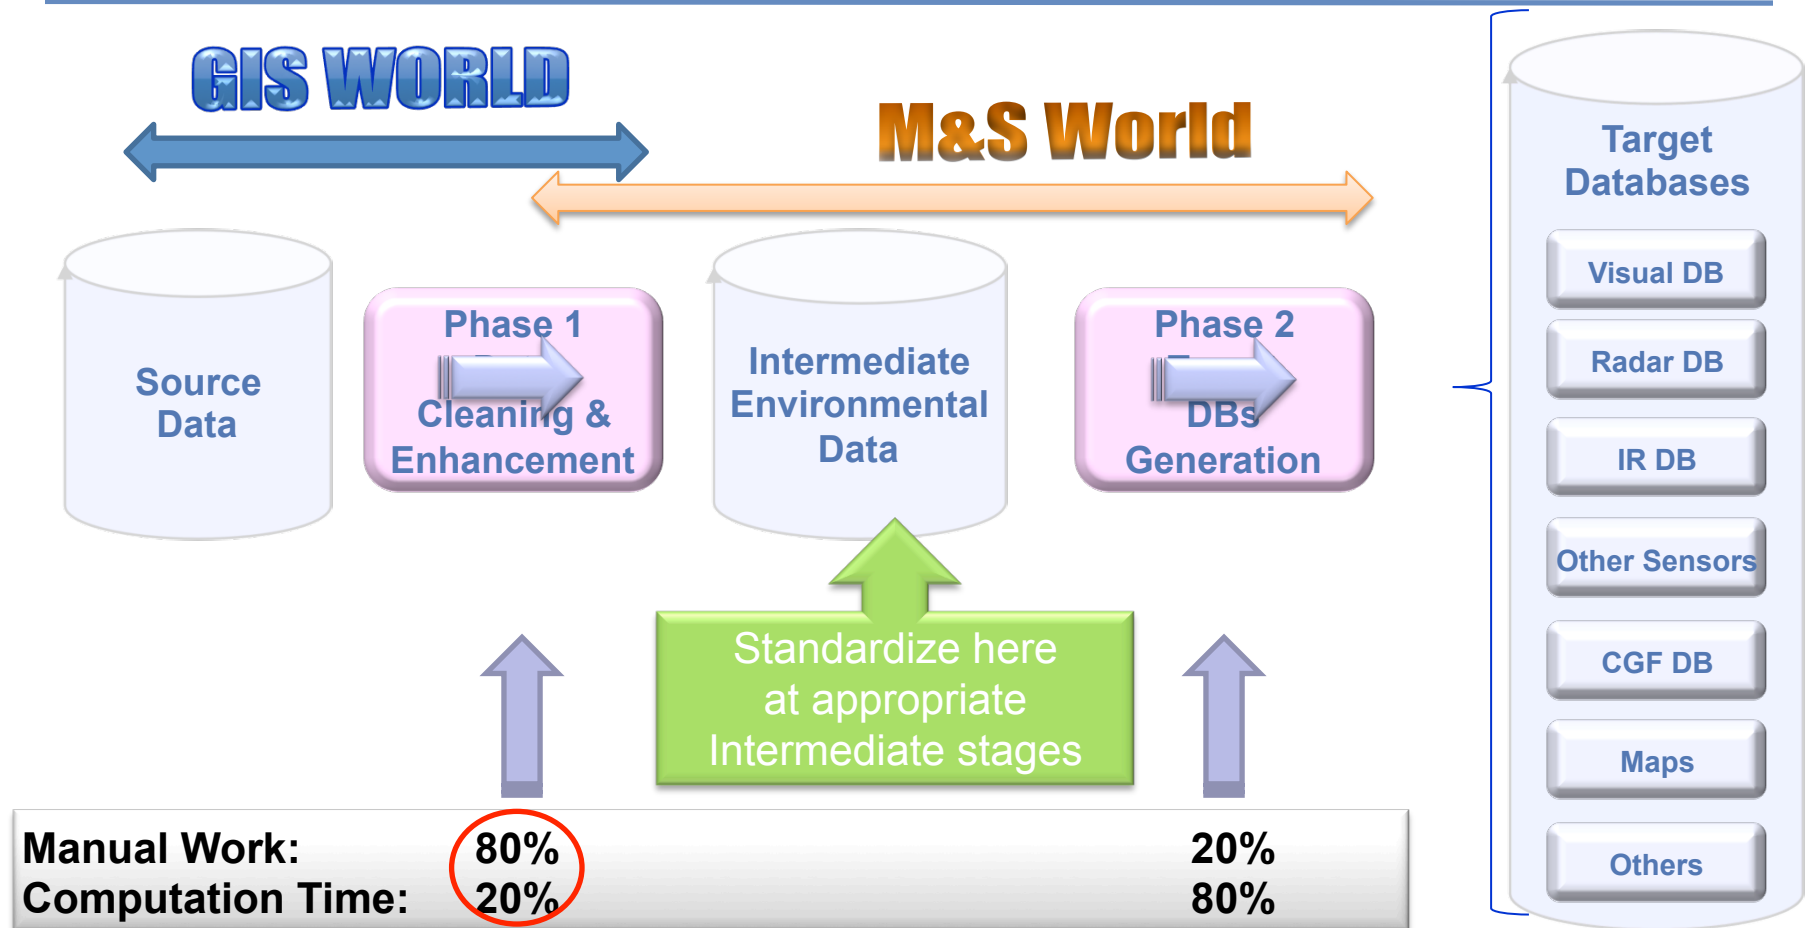 GIS WORLD
M&S World
Source
Data
Phase 1
Cleaning &
Enhancement
Intermediate
Environmental
Data
Phase 2
DBs
Generation
Standardize here
at appropriate
Intermediate stages
Manual Work: 80% 20%
Computation Time: 20% 80%
Target
Databases
Visual DB
Radar DB
IR DB
Other Sensors
CGF DB
Maps
Others